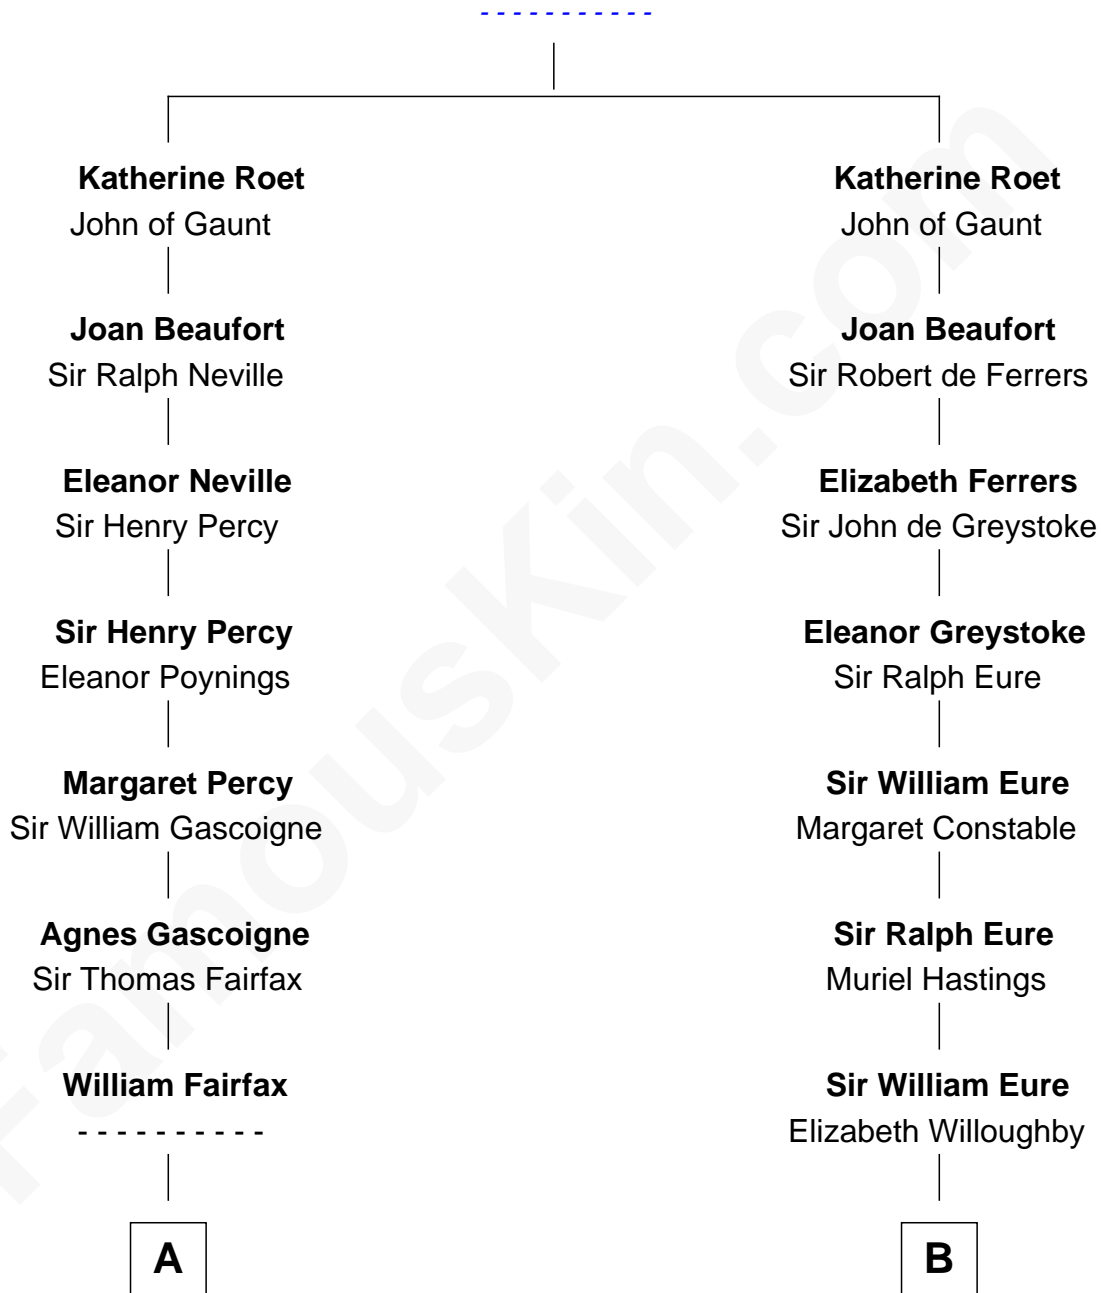 - - - - - - - - - - -
Katherine Roet Katherine Roet
John of Gaunt John of Gaunt
Joan Beaufort Joan Beaufort
Sir Ralph Neville Sir Robert de Ferrers
Eleanor Neville Elizabeth Ferrers
Sir Henry Percy Sir John de Greystoke
Sir Henry Percy Eleanor Greystoke
Eleanor Poynings Sir Ralph Eure
Margaret Percy Sir William Eure
Sir William Gascoigne Margaret Constable
Agnes Gascoigne Sir Ralph Eure
Sir Thomas Fairfax Muriel Hastings
William Fairfax Sir William Eure
- - - - - - - - - - Elizabeth Willoughby
A B
FamousKin.com